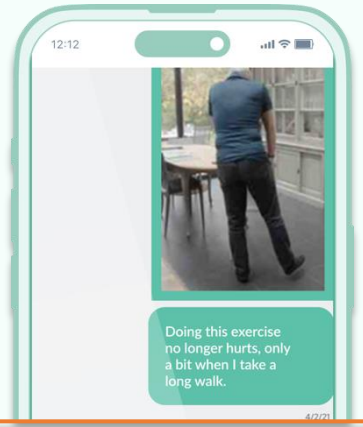 12:12
Doing this exercise
no longer hurts, only
a bit when I take a
long walk.
4/2/21